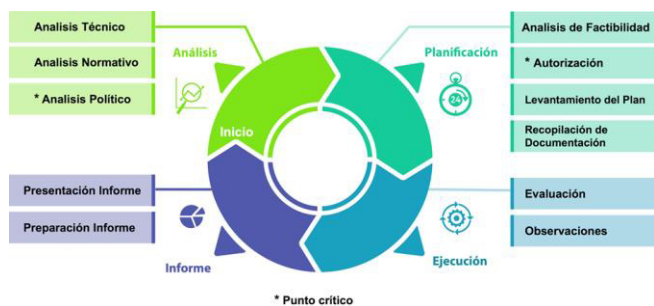 Analisis Técnico
Analisis Normativo
* Analisis Político
Análisis
Inicio
Planificación
24
Analisis de Factibilidad
* Autorización
Levantamiento del Plan
Recopilación de
Documentación
Presentación Informe
Preparación Informe
Informe
Ejecución
Evaluación
Observaciones
* Punto crítico